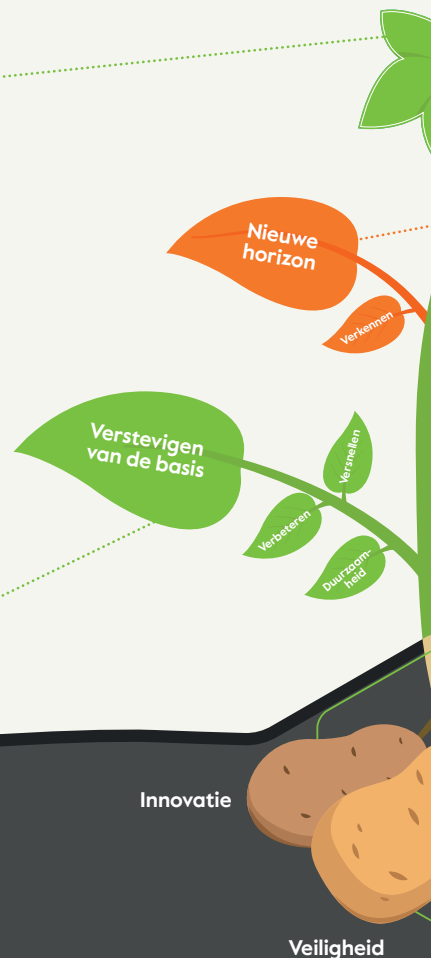 Nieuwe
horizon
Verkennen
Verstevigen
van de basis
Versnellen
Verbeteren
Duurzaam-
heid
Innovatie
Veiligheid